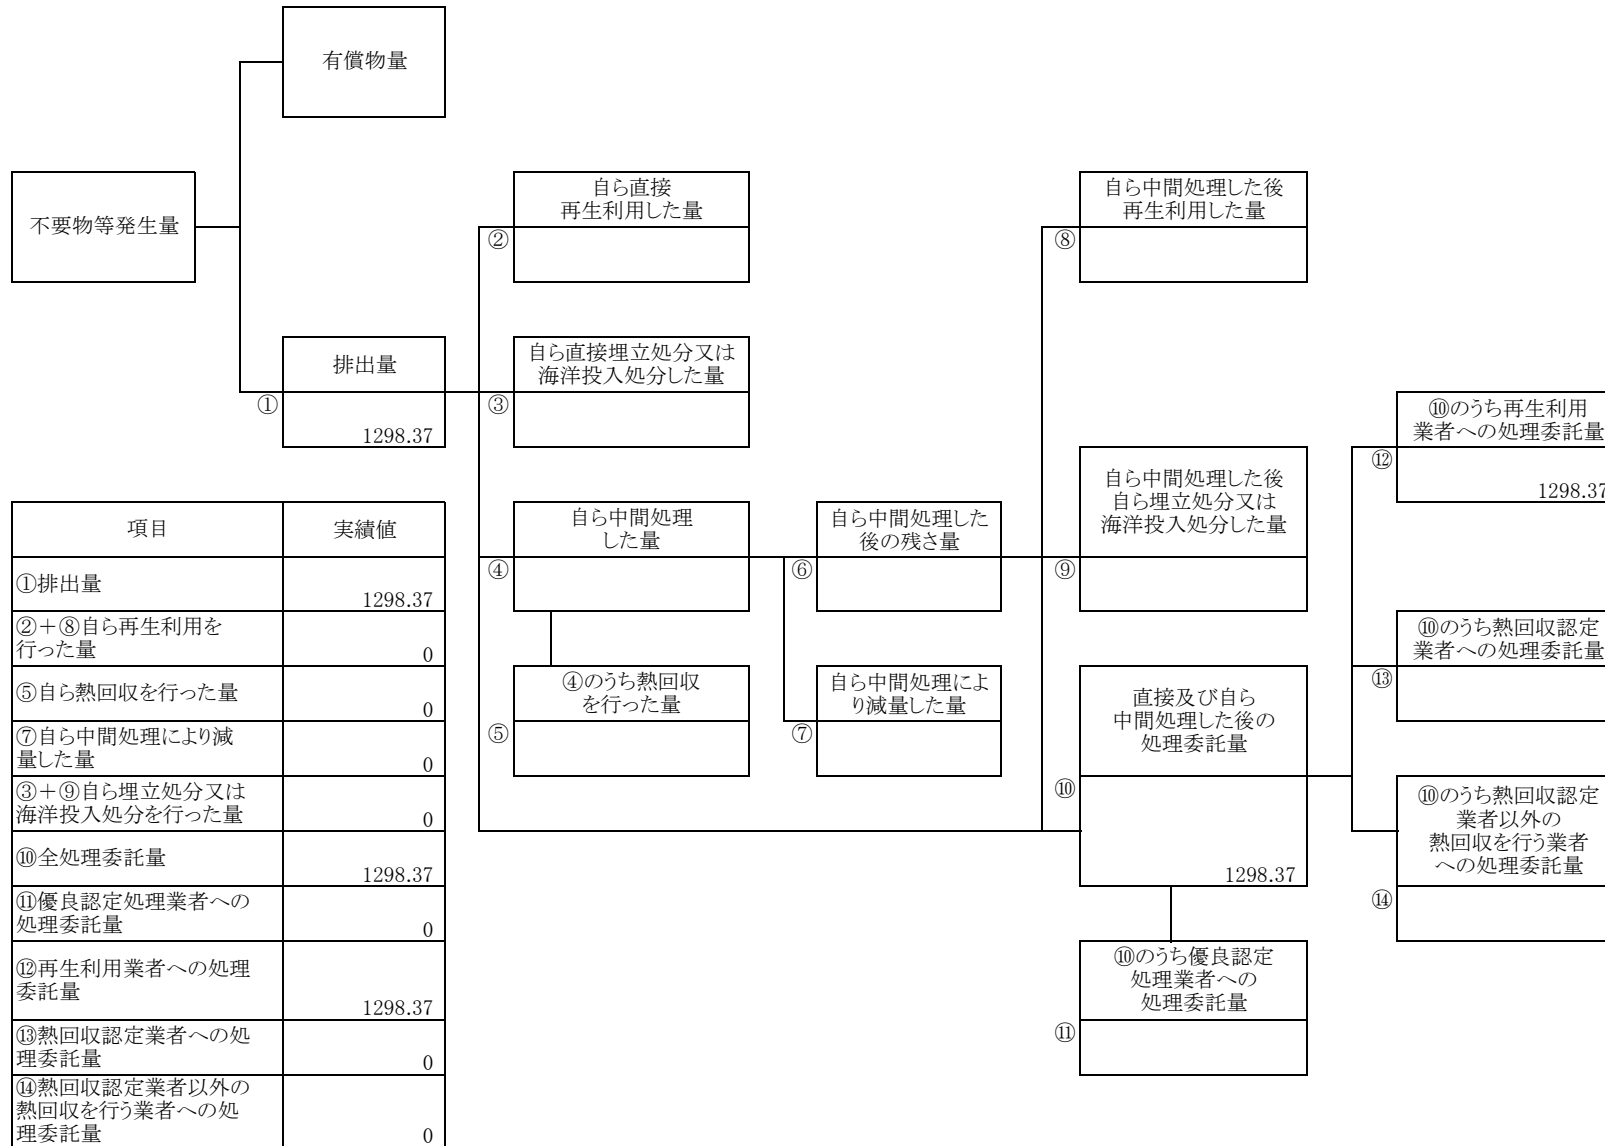 有償物量
不要物等発生量
自ら直接
再生利用した量
②
自ら中間処理した後
再生利用した量
⑧
排出量
①
1298.37
自ら直接埋立処分又は
海洋投入処分した量
③
⑩のうち再生利用
業者への処理委託量
⑫
1298.37
自ら中間処理
した量
④
自ら中間処理した
後の残さ量
⑥
自ら中間処理した後
自ら埋立処分又は
海洋投入処分した量
⑨
⑩のうち熱回収認定
業者への処理委託量
⑬
④のうち熱回収
を行った量
⑤
自ら中間処理によ
り減量した量
⑦
直接及び自ら
中間処理した後の
処理委託量
⑩
1298.37
⑩のうち熱回収認定
業者以外の
熱回収を行う業者
への処理委託量
⑭
⑩のうち優良認定
処理業者への
処理委託量
⑪
項目 実績値
①排出量
1298.37
②+⑧自ら再生利用を
行った量
0
⑤自ら熱回収を行った量
0
⑦自ら中間処理により減
量した量
0
③+⑨自ら埋立処分又は
海洋投入処分を行った量
0
⑩全処理委託量
1298.37
⑪優良認定処理業者への
処理委託量
0
⑫再生利用業者への処理
委託量
1298.37
⑬熱回収認定業者への処
理委託量
0
⑭熱回収認定業者以外の
熱回収を行う業者への処
理委託量
0